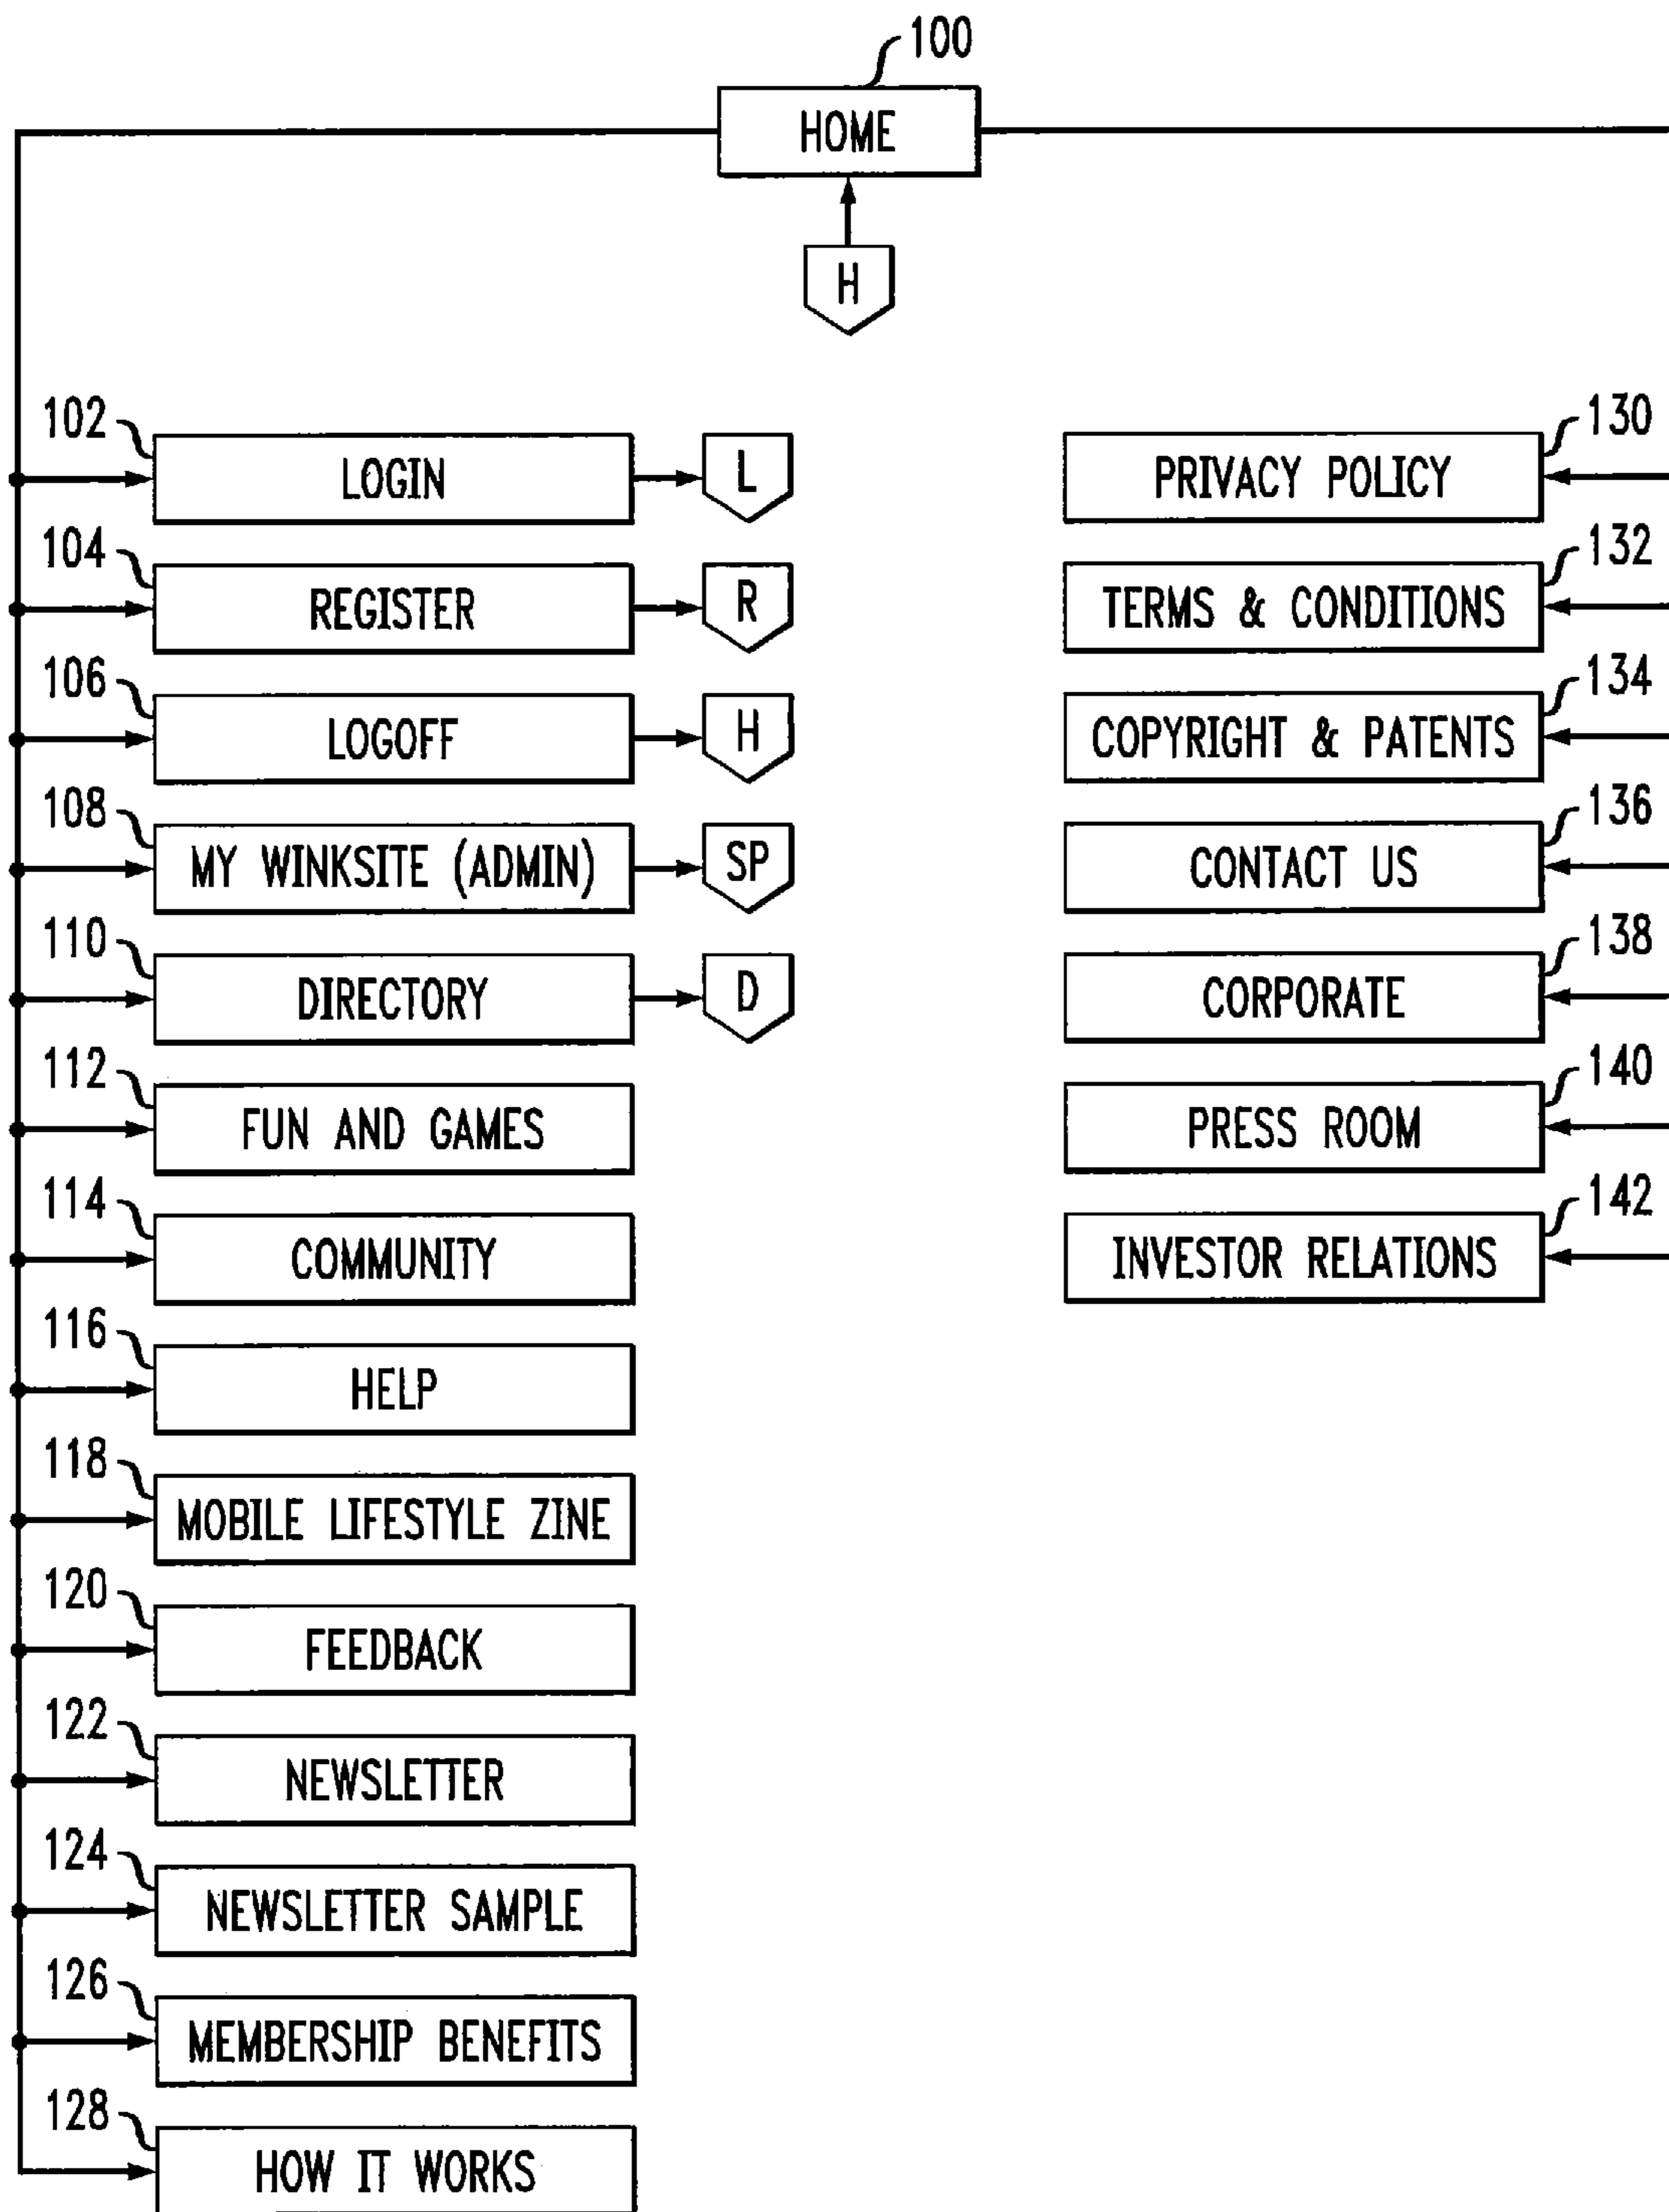 100
HOME
H
102
LOGIN
L
104
REGISTER
R
106
LOGOFF
H
108
MY WINKSITE (ADMIN)
SP
110
DIRECTORY
D
112
FUN AND GAMES
114
COMMUNITY
116
HELP
118
MOBILE LIFESTYLE ZINE
120
FEEDBACK
122
NEWSLETTER
124
NEWSLETTER SAMPLE
126
MEMBERSHIP BENEFITS
128
HOW IT WORKS
130
PRIVACY POLICY
132
TERMS & CONDITIONS
134
COPYRIGHT & PATENTS
136
CONTACT US
138
CORPORATE
140
PRESS ROOM
142
INVESTOR RELATIONS